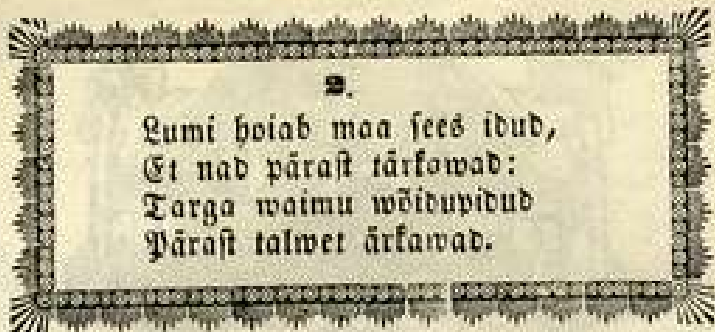 2.
Lumi hoiab maa sees idud,
Et nad pärast tärkowad:
Targa waimu wõidupidud
Pärast talwet ärkawad.